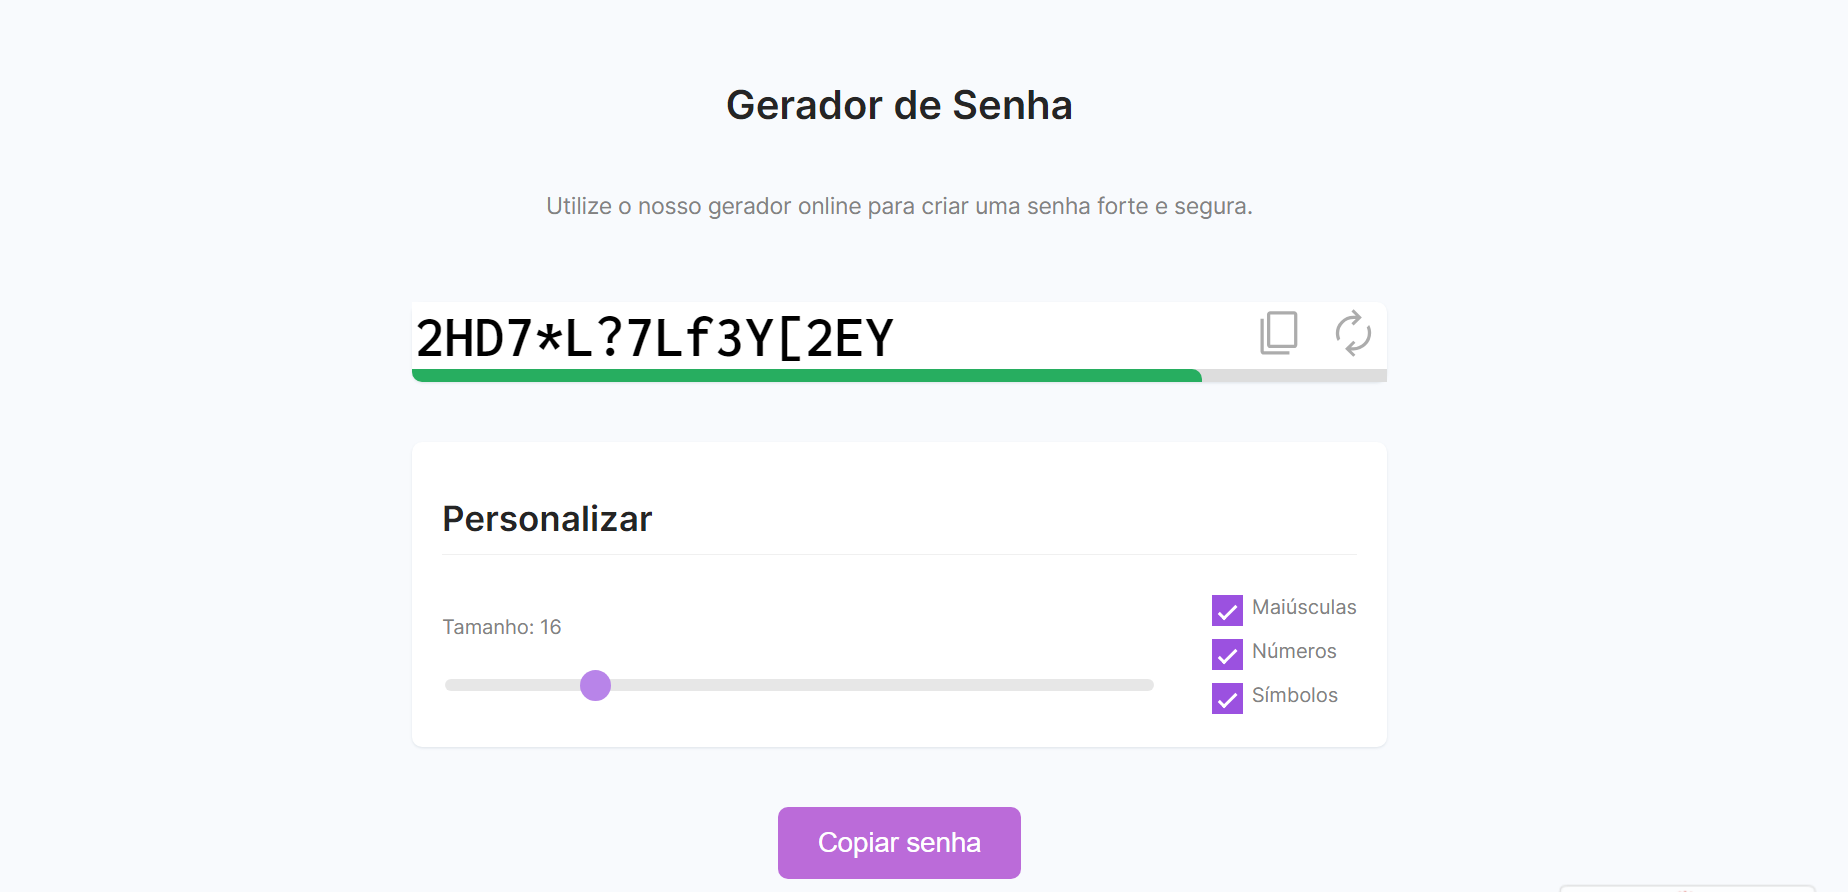 Gerador de Senha
Utilize o nosso gerador online para criar uma senha forte e segura.
2HD7*L?7Lf3Y[2EY
Personalizar
Tamanho: 16
Maiúsculas
Números
Símbolos
Copiar senha